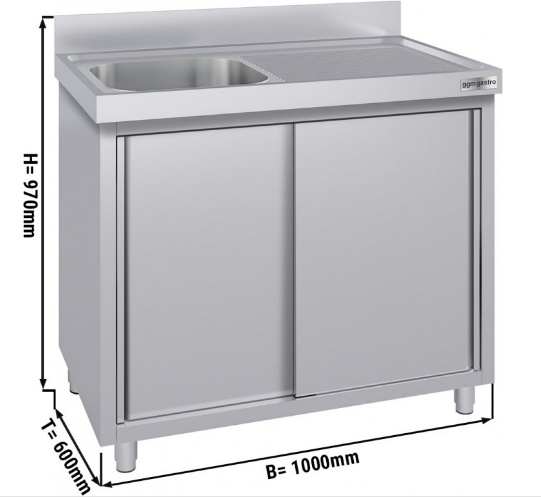 ggmgastro
H= 970mm
T= 600mm
B= 1000mm